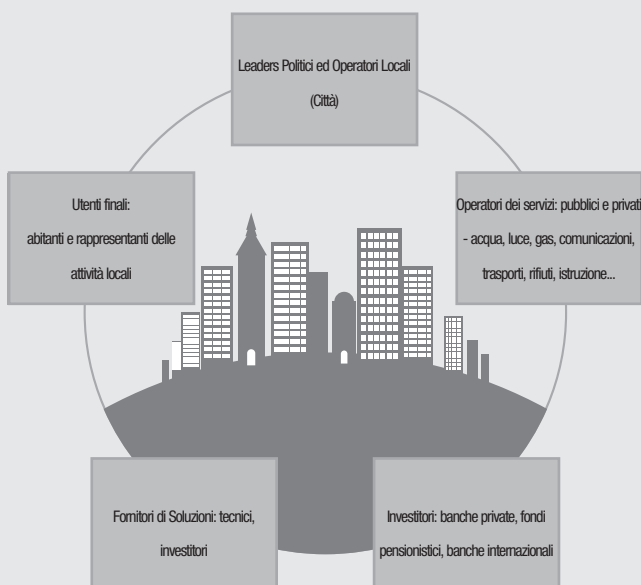 Leaders Politici ed Operatori Locali
(Città)
Utenti finali:
abitanti e rappresentanti delle
attività locali
Operatori dei servizi: pubblici e privati
- acqua, luce, gas, comunicazioni,
trasporti, rifiuti, istruzione...
Fornitori di Soluzioni: tecnici,
investitori
Investitori: banche private, fondi
pensionistici, banche internazionali